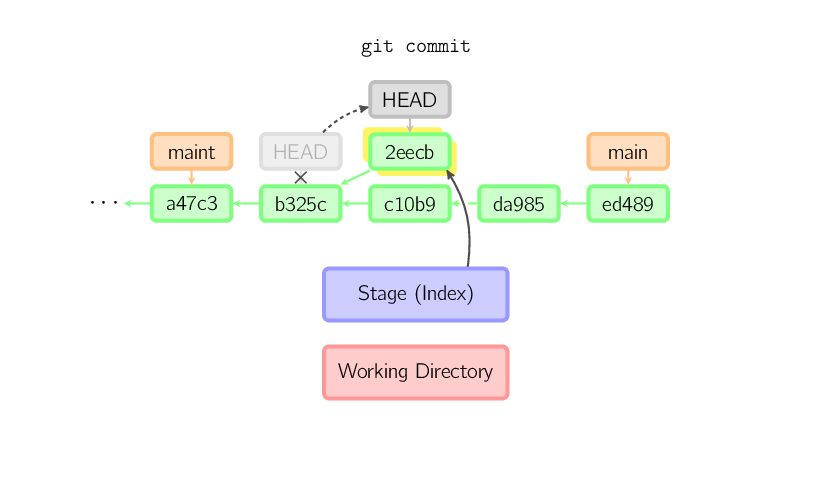 git commit
HEAD
maint
HEAD
2eecb
main
...
a47c3
b325c
c10b9
da985
ed489
Stage (Index)
Working Directory